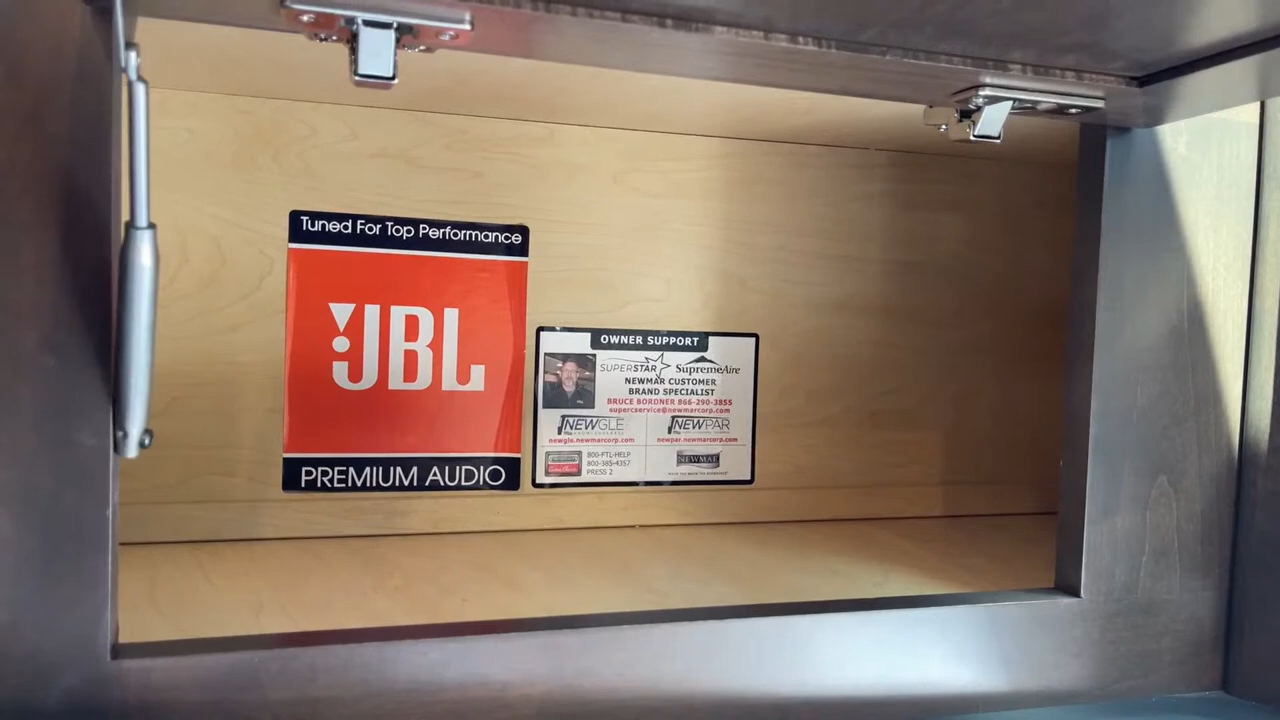 Tuned For Top Performance
JBL
PREMIUM AUDIO
OWNER SUPPORT
SUPERSTAR SupremeAire
NEWMAR CUSTOMER
BRAND SPECIALIST
BRUCE BORDNER 866-290-3855
supercservice@newmarcorp.com
NEWGLE NEWPAR
newgle.newmarcorp.com newpar.newmarcorp.com
800-FTL-HELP
800-385-4357
PRESS 2
NEWMAR